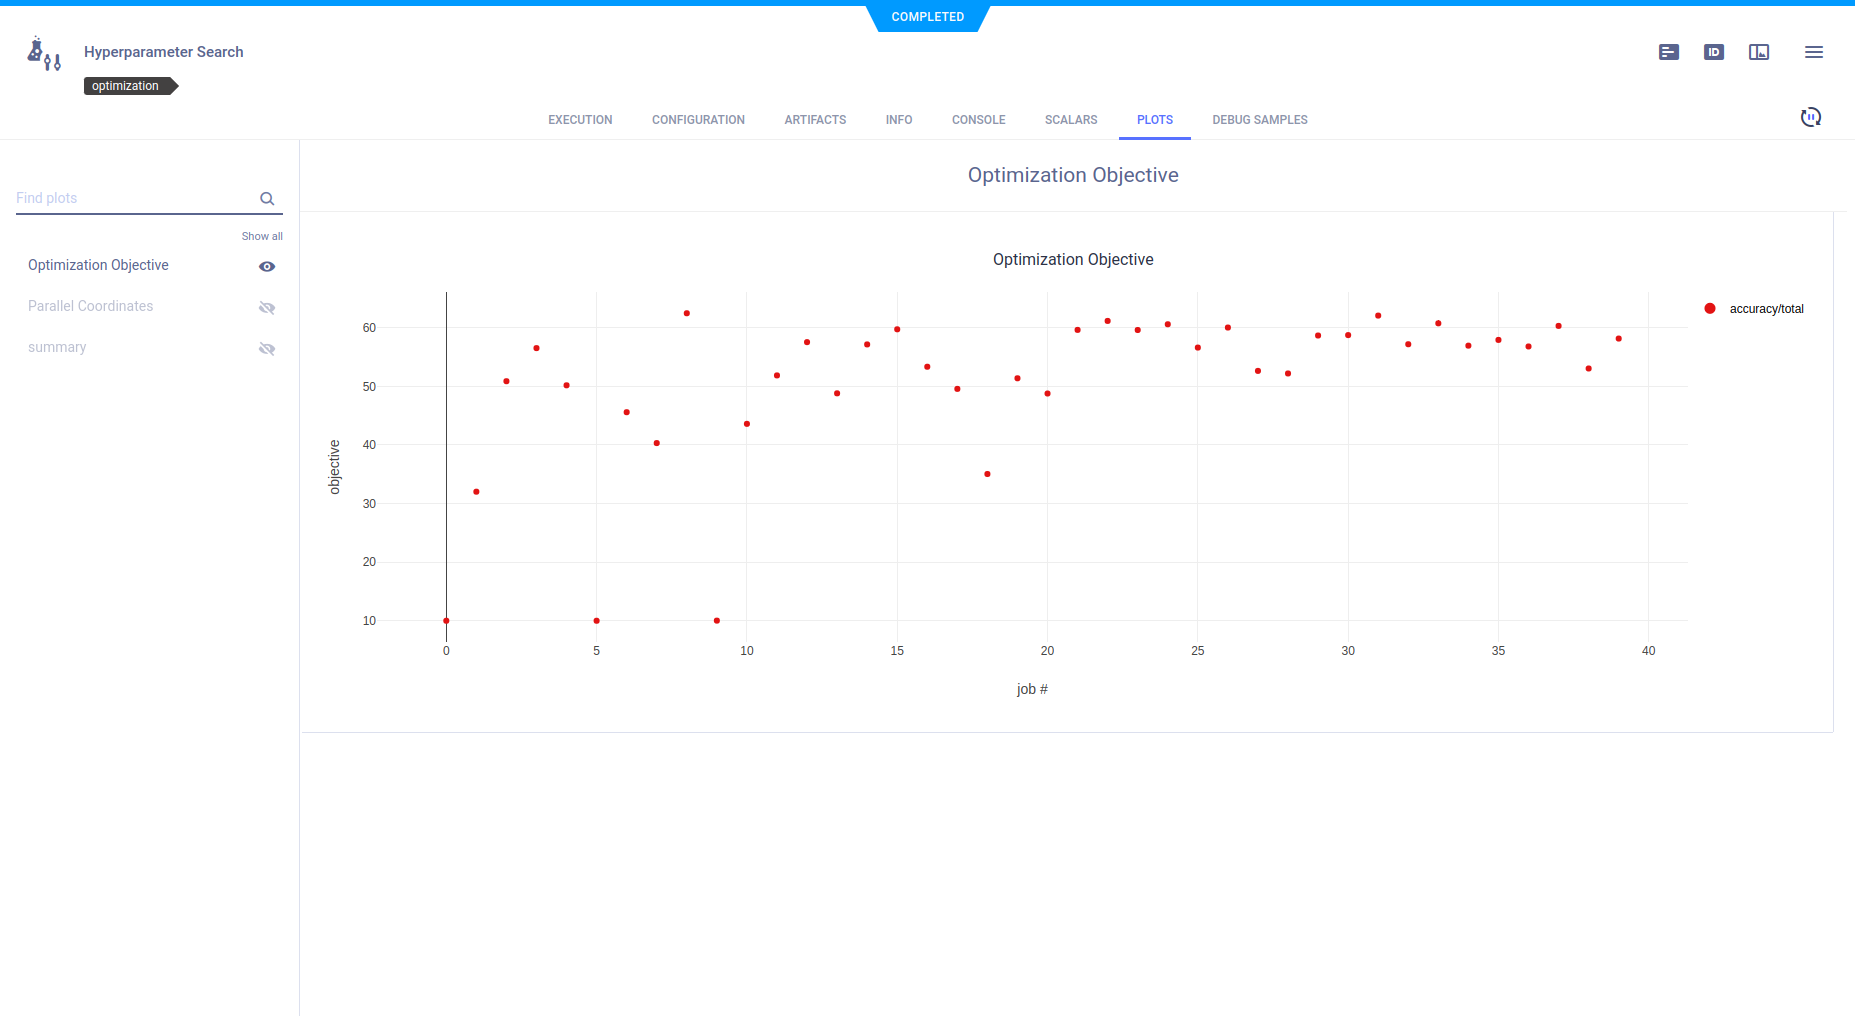 COMPLETED
Hyperparameter Search
optimization
ID
EXECUTION CONFIGURATION ARTIFACTS INFO CONSOLE SCALARS PLOTS DEBUG SAMPLES
Optimization Objective
Find plots
Show all
Optimization Objective
Parallel Coordinates
summary
Optimization Objective
accuracy/total
objective
60
50
40
30
20
10
0 5 10 15 20 25 30 35 40
job #